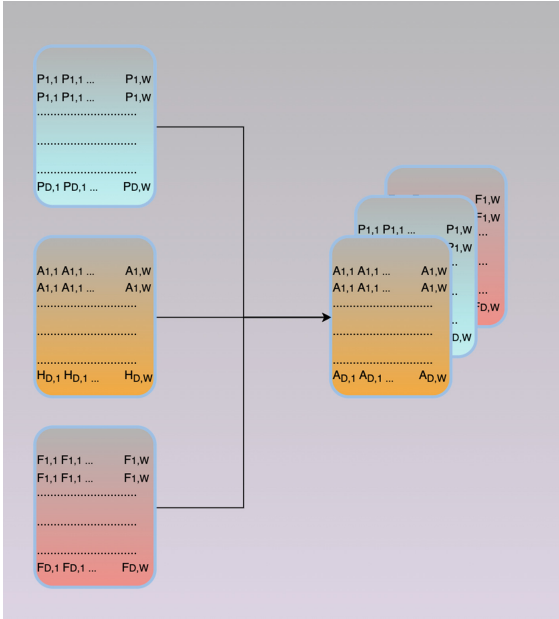 P1,1 P1,1 ... P1,W
P1,1 P1,1 ... P1,W
..............................
..............................
..............................
PD,1 PD,1 ... PD,W
A1,1 A1,1 ... A1,W
A1,1 A1,1 ... A1,W
..............................
..............................
..............................
HD,1 HD,1 ... HD,W
F1,1 F1,1 ... F1,W
F1,1 F1,1 ... F1,W
..............................
..............................
..............................
FD,1 FD,1 ... FD,W
F1,W
F1,W
...
...
FD,W
P1,1 P1,1 ... P1,W
P1,W
..
..
..
D,W
A1,1 A1,1 ... A1,W
A1,1 A1,1 ... A1,W
..............................
..............................
..............................
AD,1 AD,1 ... AD,W